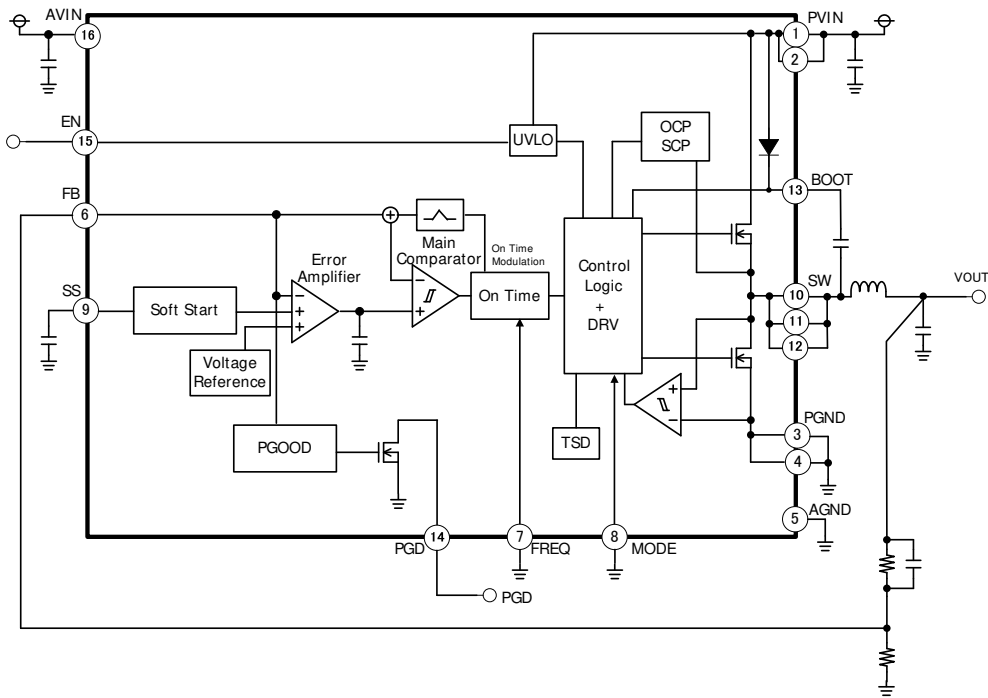 AVIN
16
PVIN
1
2
EN
15
UVLO
OCP
SCP
BOOT
13
FB
6
+
Main
Comparator
On Time
Modulation
Error
Amplifier
−
SS
9
Soft Start
−
+
+
+
On Time
Control
Logic
+
DRV
SW
10
11
12
VOUT
Voltage
Reference
+
−
PGOOD
TSD
PGND
3
4
AGND
5
PGD
14
7
FREQ
8
MODE
PGD